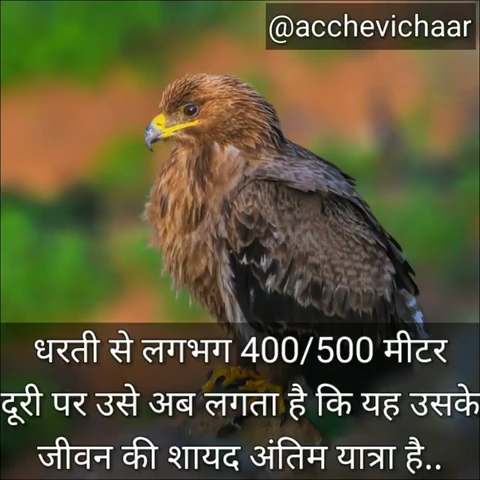 @acchevichaar
धरती से लगभग 400/500 मीटर
दूरी पर उसे अब लगता है कि यह उसके
जीवन की शायद अंतिम यात्रा है..